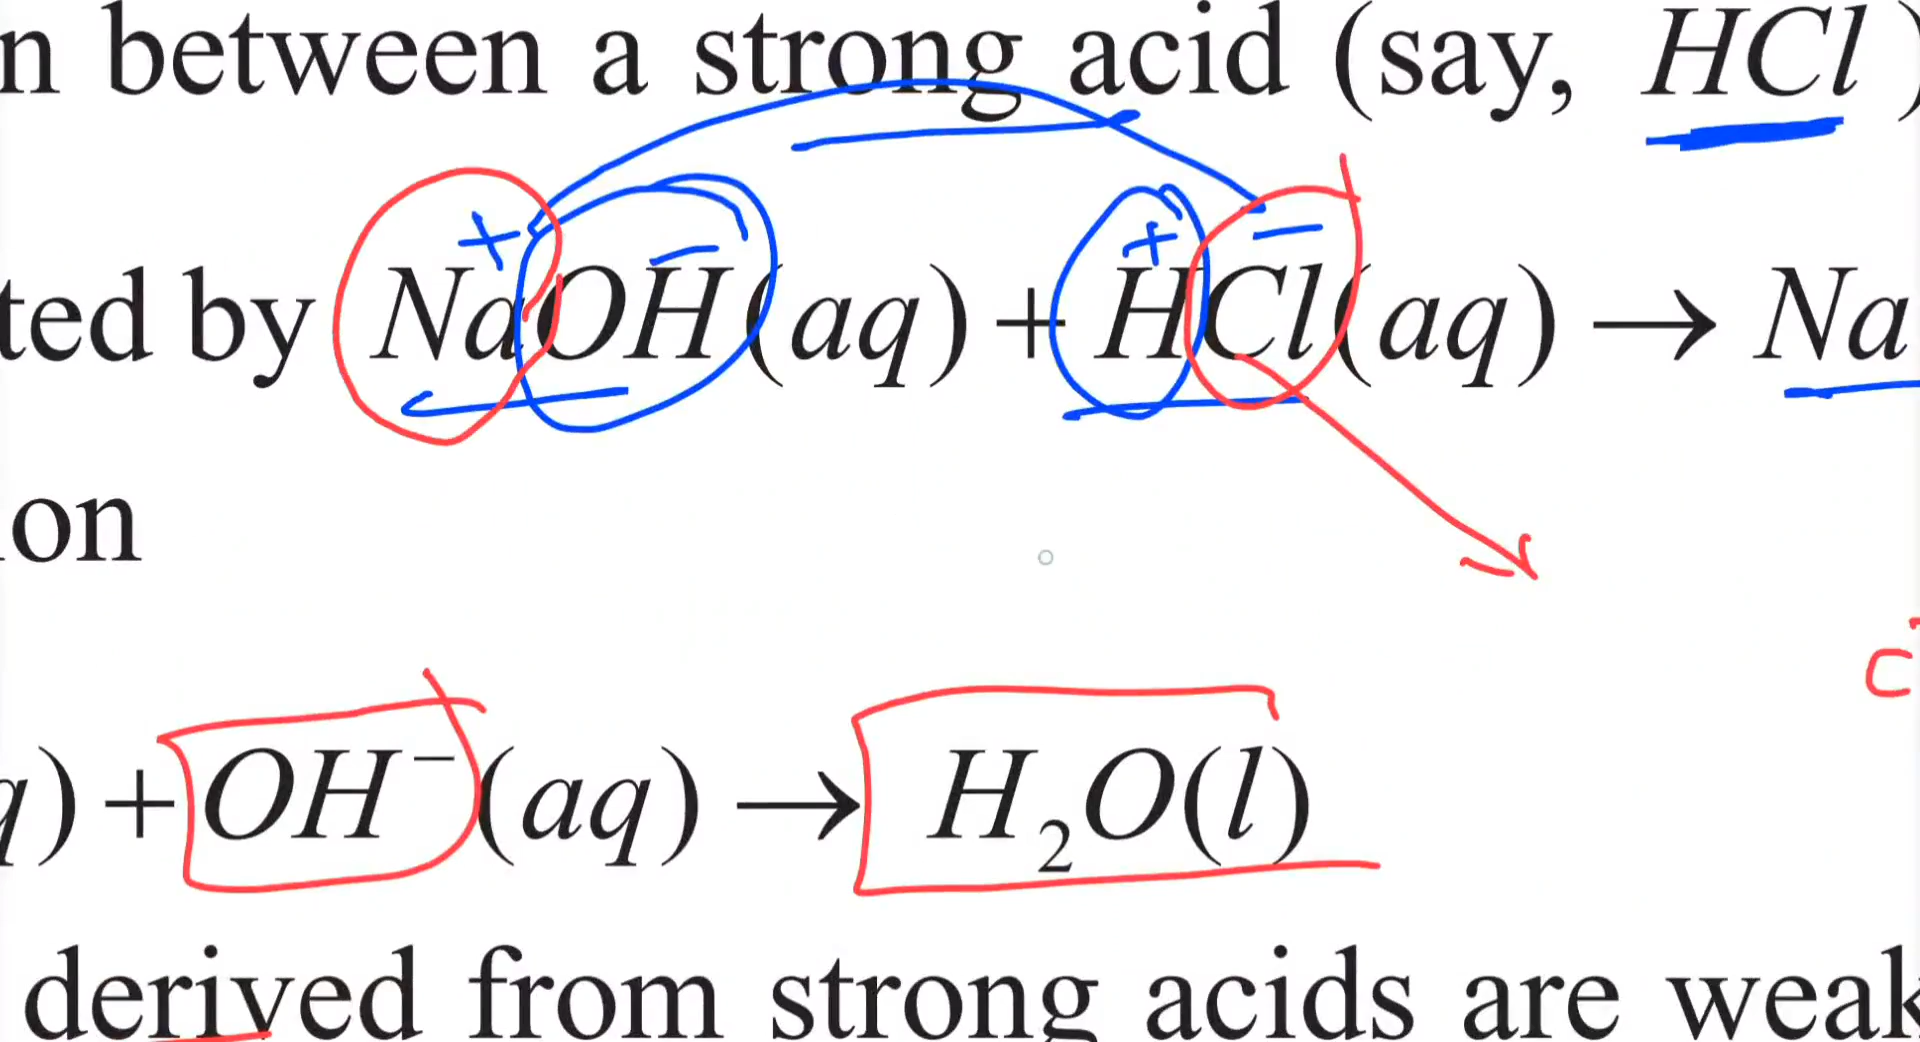 n between a strong acid (say, HCl)
+ − + −
ted by NaOH(aq) + HCl(aq) → Na
on
q) + OH⁻(aq) → H₂O(l)
derived from strong acids are weak